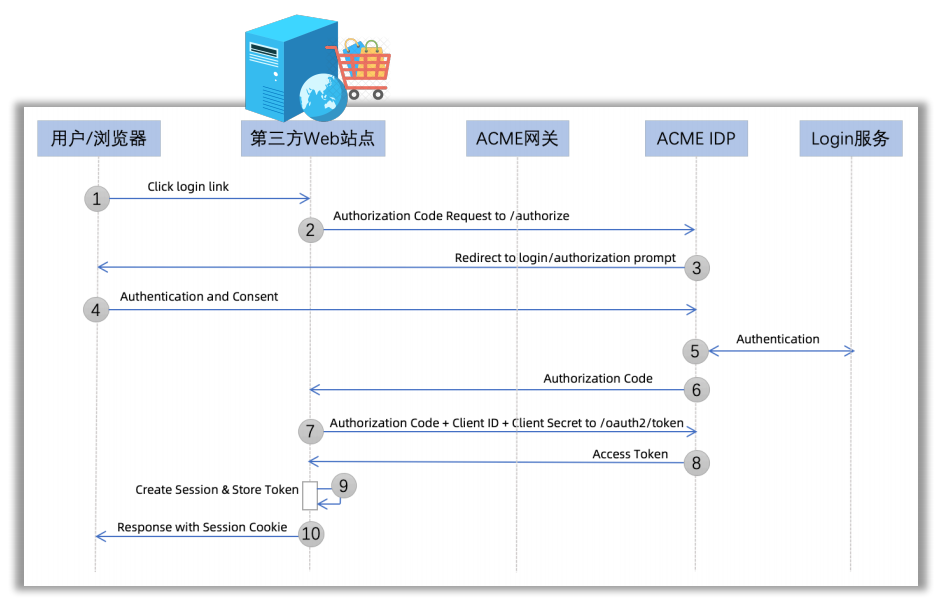 用户/浏览器
第三方Web站点
ACME网关
ACME IDP
Login服务
1
Click login link
2
Authorization Code Request to /authorize
Redirect to login/authorization prompt
3
4
Authentication and Consent
5
Authentication
Authorization Code
6
7
Authorization Code + Client ID + Client Secret to /oauth2/token
Access Token
8
Create Session & Store Token
9
Response with Session Cookie
10